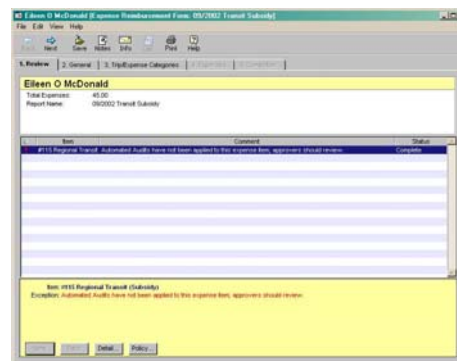 Eileen O McDonald [Expense Reimbursement Form: 09/2002 Transit Subsidy]
File Edit View Help
Back Next Save Notes Info Print Help
1. Review 2. General 3. Trip/Expense Categories 4. Expenses 5. Completion
Eileen O McDonald
Total Expenses: 45.00
Report Name: 09/2002 Transit Subsidy
Item Comment Status
#115 Regional Transit Automated Audits have not been applied to this expense item; approvers should review. Complete
Item: #115 Regional Transit (Subsidy)
Exception: Automated Audits have not been applied to this expense item; approvers should review.
Detail... Policy...